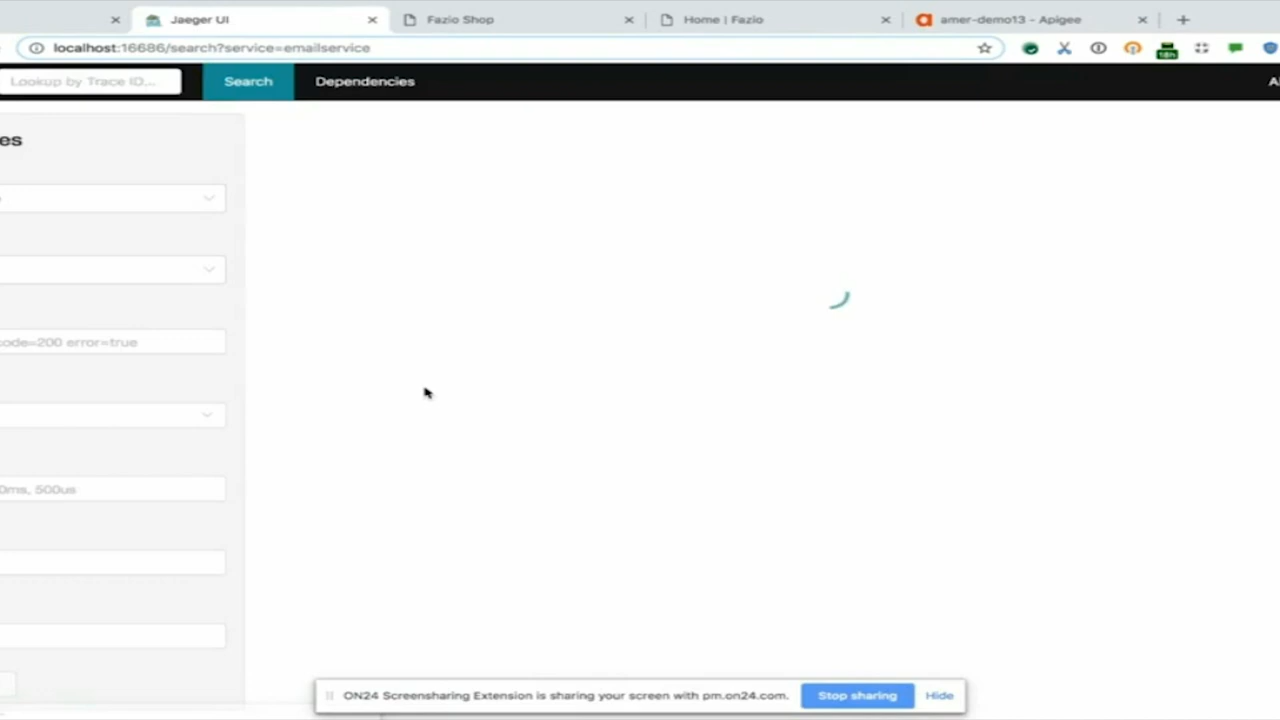 Jaeger UI
Fazio Shop
Home | Fazio
amer-demo13 - Apigee
localhost:16686/search?service=emailservice
18h
Lookup by Trace ID...
Search
Dependencies
es
code=200 error=true
0ms, 500us
ON24 Screensharing Extension is sharing your screen with pm.on24.com.
Stop sharing
Hide